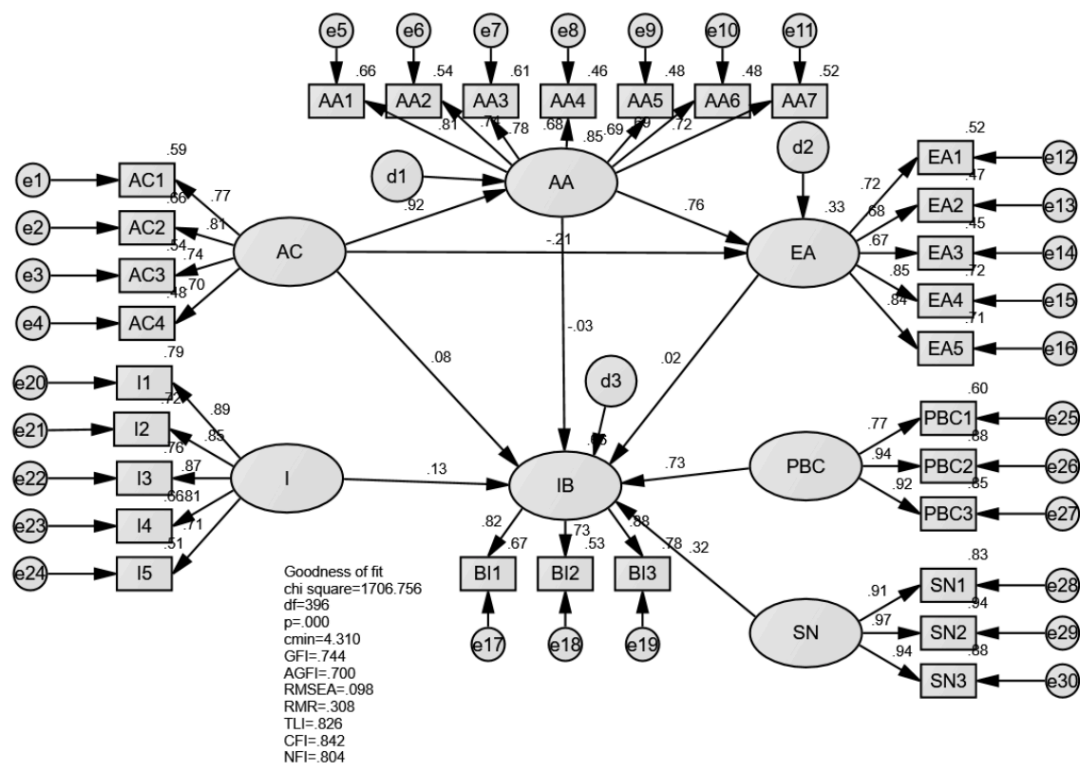 e5 e6 e7 e8 e9 e10 e11
.66 .54 .61 .46 .48 .48 .52
AA1 AA2 AA3 AA4 AA5 AA6 AA7
.81 .78 .68 .85 .69 .72
d1 AA d2
.92 .76 .33
.59
e1 AC1 .77
.66
e2 AC2 .81
.54
e3 AC3 .74
.70
.48
e4 AC4
AC -.21 EA
.52
.72 EA1 e12
.47
.68 EA2 e13
.45
.67 EA3 e14
.72
.85 EA4 e15
.71
.84 EA5 e16
.08 -.03 .02
d3
.79
e20 I1 .89
.72
e21 I2 .85
.76
e22 I3 .87
.66 .81
e23 I4 .71
.51
e24 I5
I .13 IB .73 PBC
.60
.77 PBC1 e25
.88
.94 PBC2 e26
.85
.92 PBC3 e27
.82 .73 .88
.67 .53 .78 .32
BI1 BI2 BI3
e17 e18 e19
.83
.91 SN1 e28
.94
SN .97 SN2 e29
.88
.94 SN3 e30
Goodness of fit
chi square=1706.756
df=396
p=.000
cmin=4.310
GFI=.744
AGFI=.700
RMSEA=.098
RMR=.308
TLI=.826
CFI=.842
NFI=.804